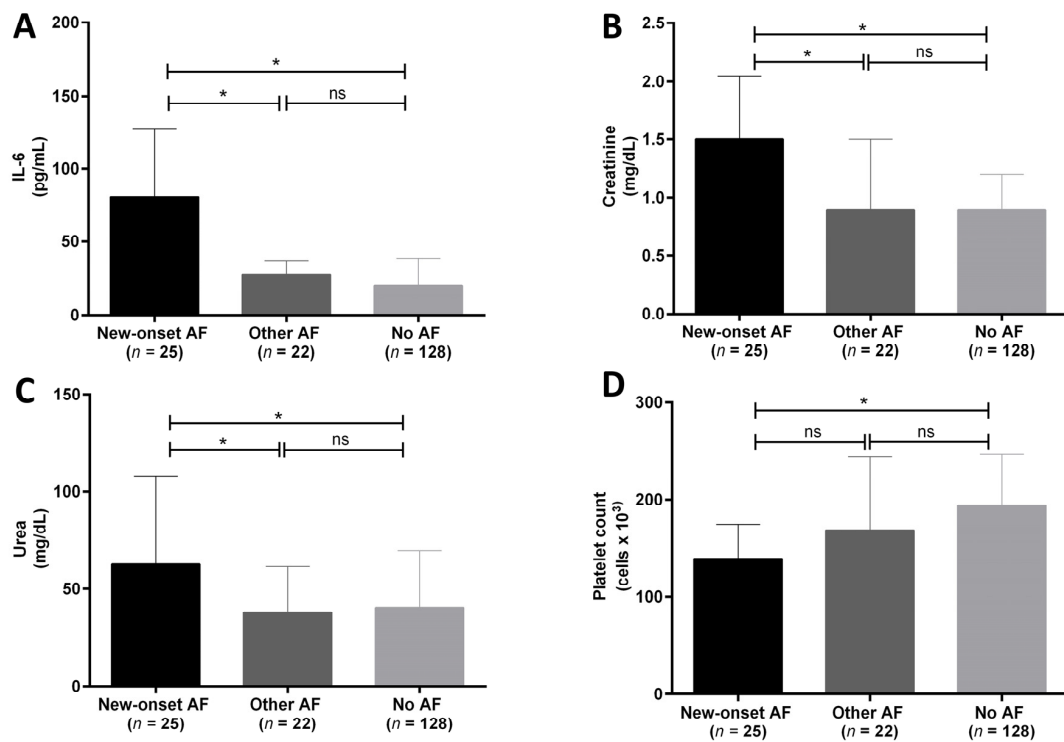 A
IL-6
(pg/mL)
200
150
100
50
0
*
*
ns
New-onset AF
(n = 25)
Other AF
(n = 22)
No AF
(n = 128)
B
Creatinine
(mg/dL)
2.5
2.0
1.5
1.0
0.5
0.0
*
*
ns
New-onset AF
(n = 25)
Other AF
(n = 22)
No AF
(n = 128)
C
Urea
(mg/dL)
150
100
50
0
*
*
ns
New-onset AF
(n = 25)
Other AF
(n = 22)
No AF
(n = 128)
D
Platelet count
(cells x 10³)
300
200
100
0
*
ns
ns
New-onset AF
(n = 25)
Other AF
(n = 22)
No AF
(n = 128)